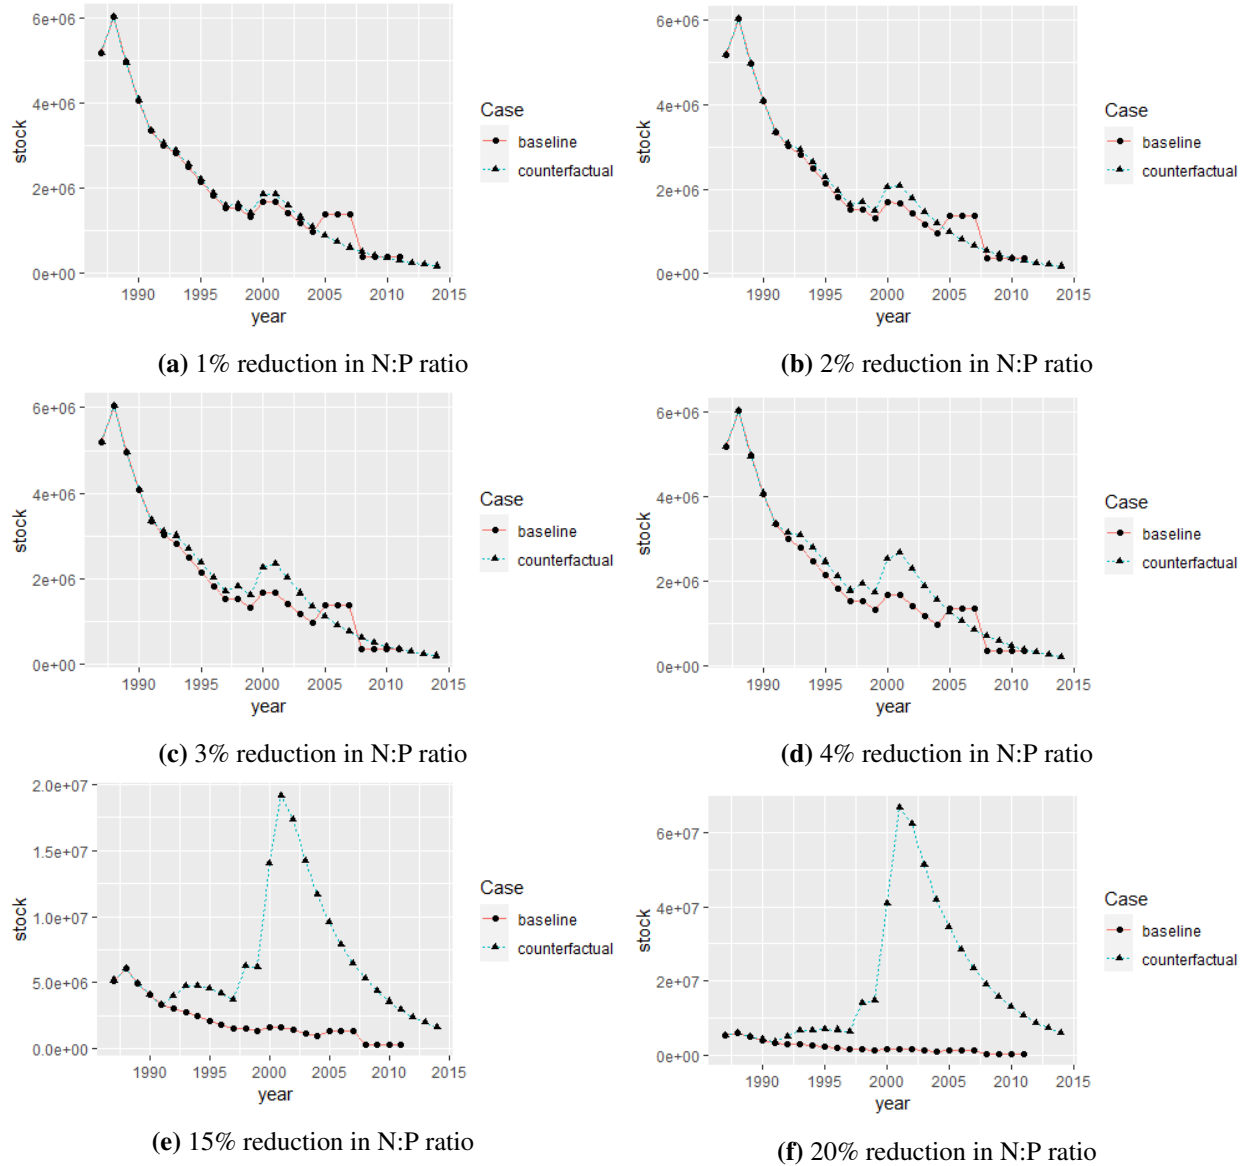 6e+06
4e+06
2e+06
0e+00
stock
1990 1995 2000 2005 2010 2015
year
Case
baseline
counterfactual
(a) 1% reduction in N:P ratio
6e+06
4e+06
2e+06
0e+00
stock
1990 1995 2000 2005 2010 2015
year
Case
baseline
counterfactual
(b) 2% reduction in N:P ratio
6e+06
4e+06
2e+06
0e+00
stock
1990 1995 2000 2005 2010 2015
year
Case
baseline
counterfactual
(c) 3% reduction in N:P ratio
6e+06
4e+06
2e+06
0e+00
stock
1990 1995 2000 2005 2010 2015
year
Case
baseline
counterfactual
(d) 4% reduction in N:P ratio
2.0e+07
1.5e+07
1.0e+07
5.0e+06
0.0e+00
stock
1990 1995 2000 2005 2010 2015
year
Case
baseline
counterfactual
(e) 15% reduction in N:P ratio
6e+07
4e+07
2e+07
0e+00
stock
1990 1995 2000 2005 2010 2015
year
Case
baseline
counterfactual
(f) 20% reduction in N:P ratio